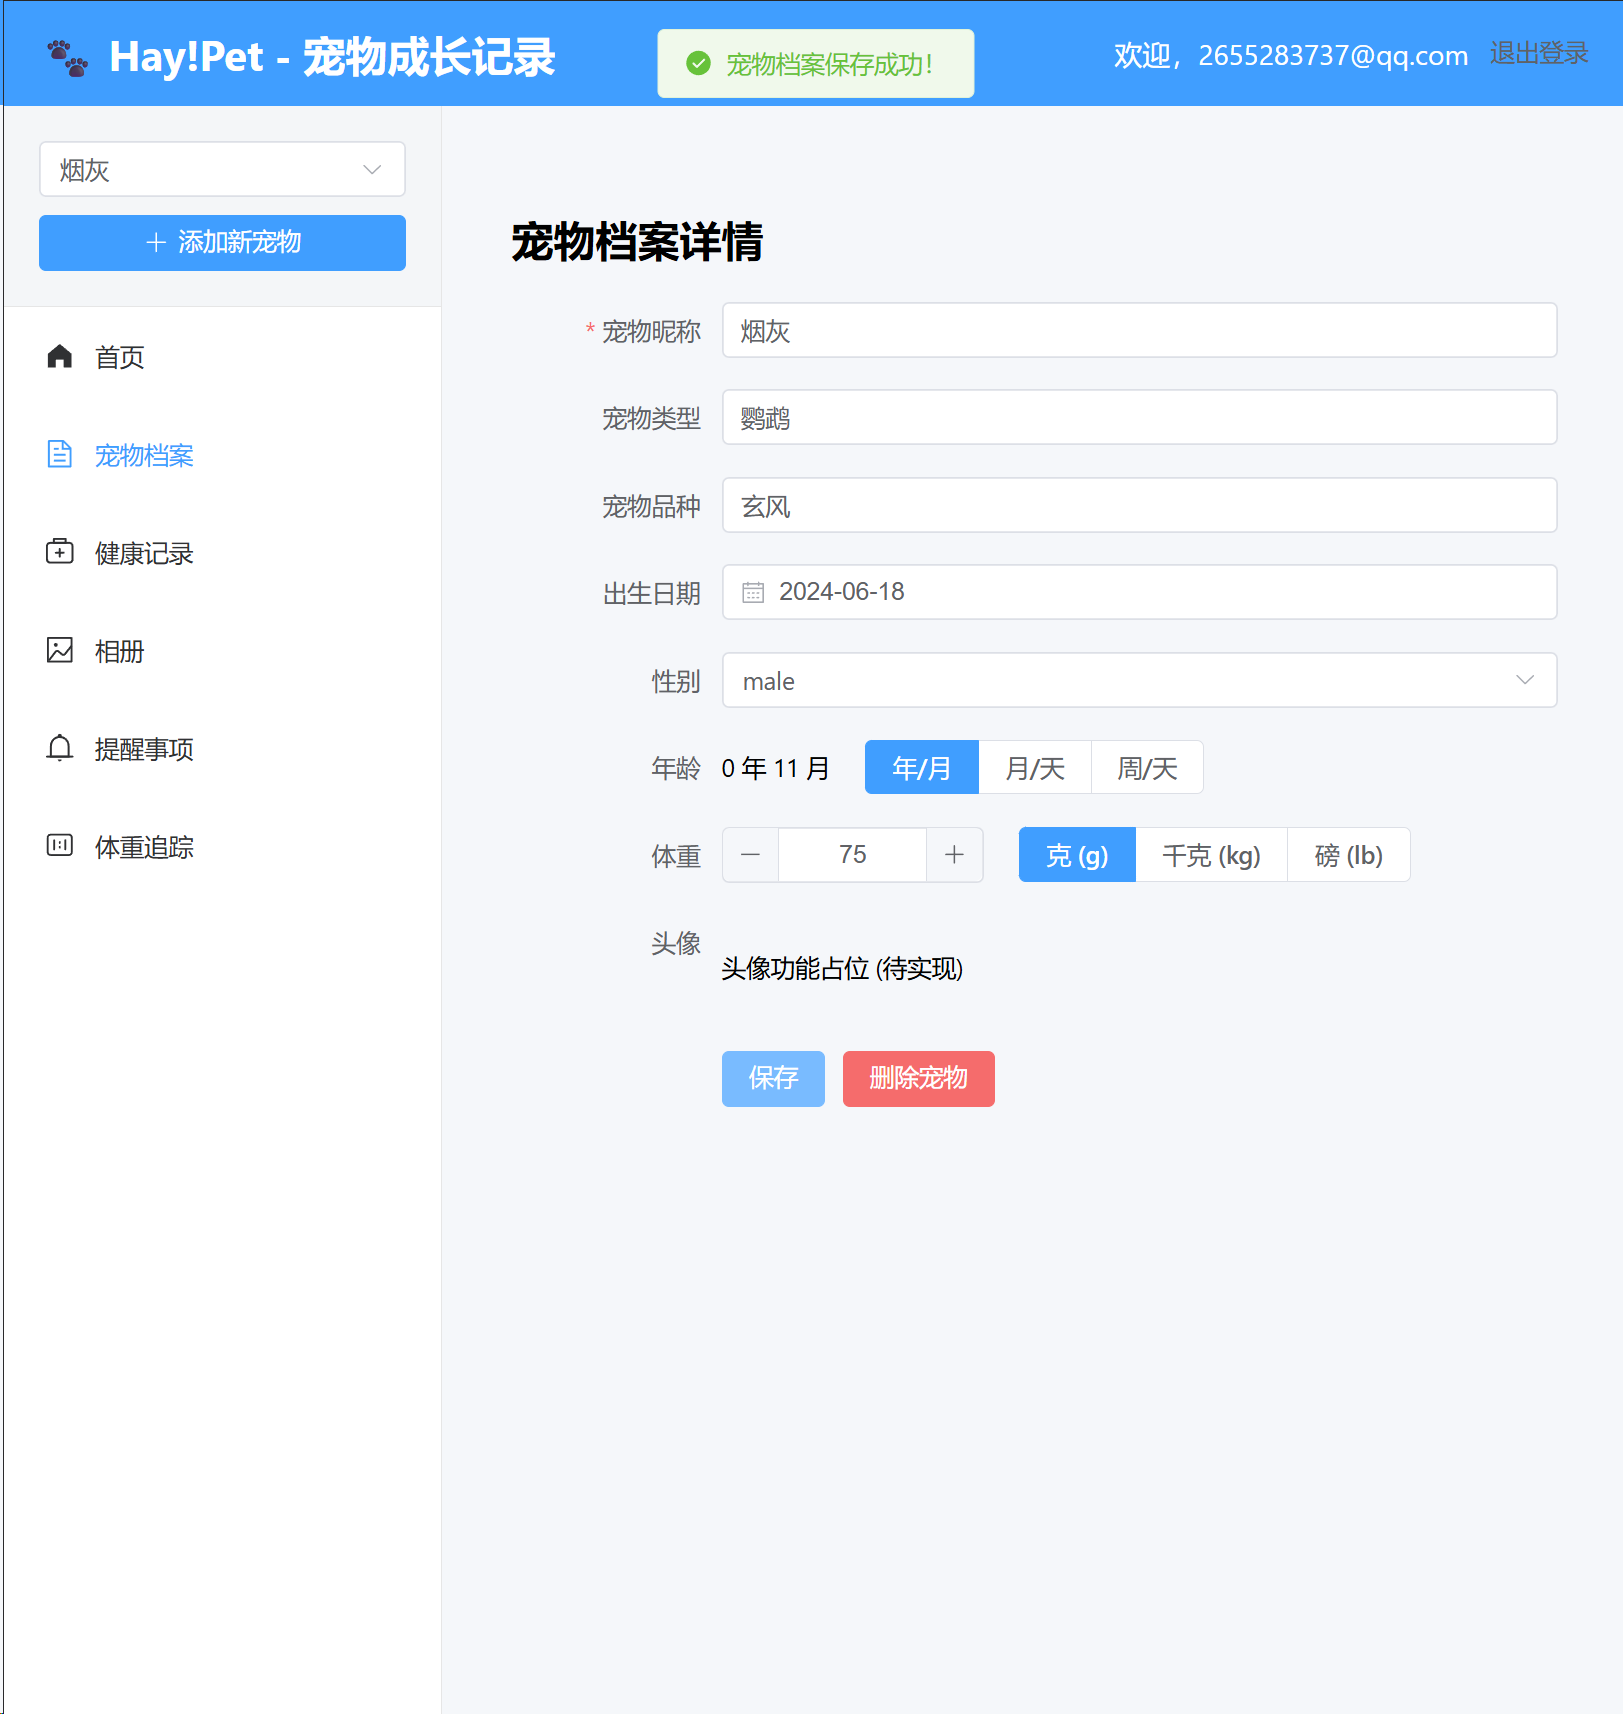 Hay!Pet - 宠物成长记录
宠物档案保存成功！
欢迎，2655283737@qq.com 退出登录
烟灰
添加新宠物
首页
宠物档案
健康记录
相册
提醒事项
体重追踪
宠物档案详情
* 宠物昵称 烟灰
宠物类型 鹦鹉
宠物品种 玄风
出生日期 2024-06-18
性别 male
年龄 0 年 11 月 年/月 月/天 周/天
体重 75 克 (g) 千克 (kg) 磅 (lb)
头像
头像功能占位 (待实现)
保存 删除宠物